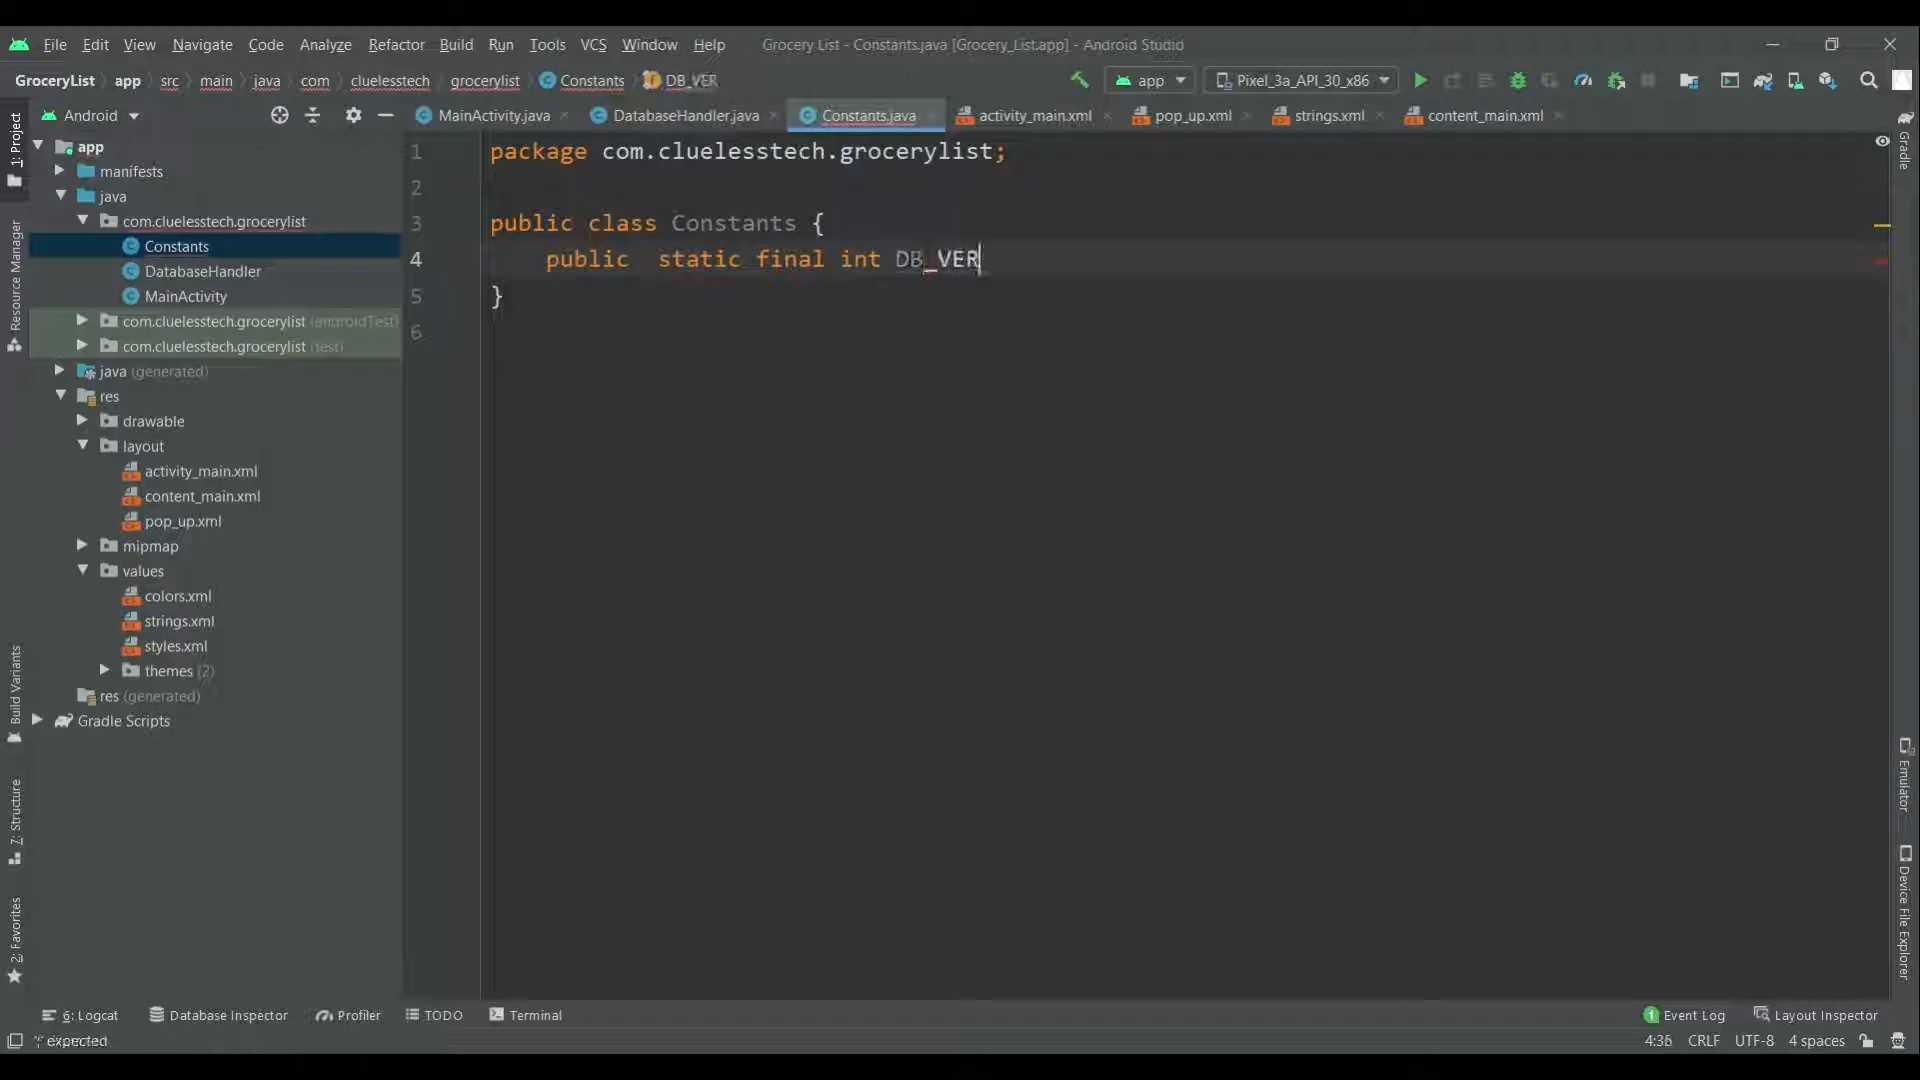 File Edit View Navigate Code Analyze Refactor Build Run Tools VCS Window Help Grocery List - Constants.java [Grocery_List.app] - Android Studio
GroceryList app src main java com cluelesstech grocerylist Constants DB_VER app Pixel_3a_API_30_x86
Android MainActivity.java DatabaseHandler.java Constants.java activity_main.xml pop_up.xml strings.xml content_main.xml
1: Project
Resource Manager
Build Variants
7: Structure
2: Favorites
app
manifests
java
com.cluelesstech.grocerylist
Constants
DatabaseHandler
MainActivity
com.cluelesstech.grocerylist (androidTest)
com.cluelesstech.grocerylist (test)
java (generated)
res
drawable
layout
activity_main.xml
content_main.xml
pop_up.xml
mipmap
values
colors.xml
strings.xml
styles.xml
themes (2)
res (generated)
Gradle Scripts
1 package com.cluelesstech.grocerylist;
2
3 public class Constants {
4 public  static final int DB_VER
5 }
6
Gradle
Emulator
Device File Explorer
6: Logcat Database Inspector Profiler TODO Terminal 1 Event Log Layout Inspector
expected CRLF UTF-8 4 spaces